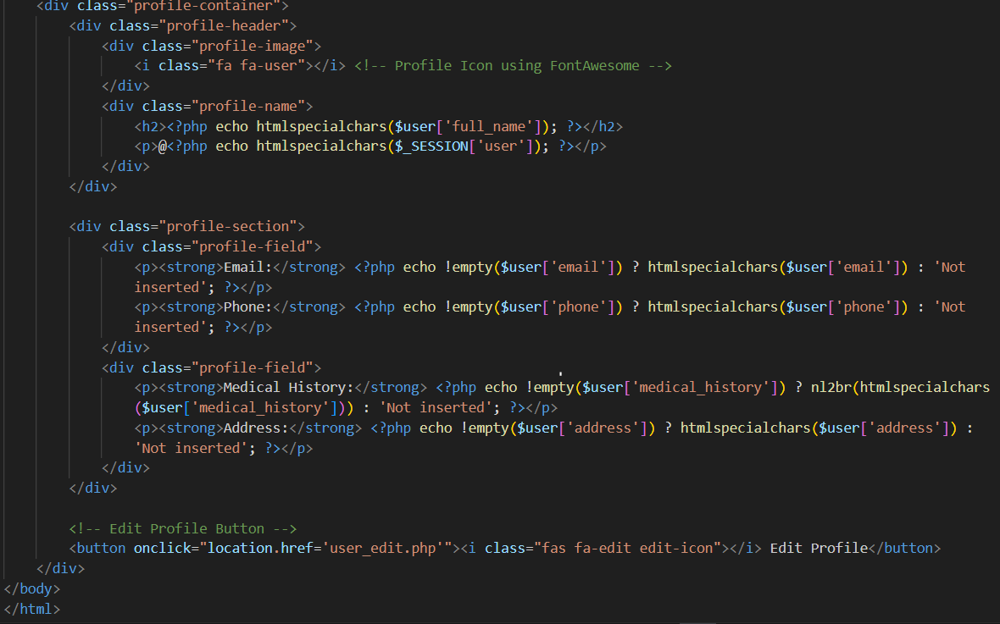 <div class="profile-container">
<div class="profile-header">
<div class="profile-image">
<i class="fa fa-user"></i> <!-- Profile Icon using FontAwesome -->
</div>
<div class="profile-name">
<h2><?php echo htmlspecialchars($user['full_name']); ?></h2>
<p>@<?php echo htmlspecialchars($_SESSION['user']); ?></p>
</div>
</div>
<div class="profile-section">
<div class="profile-field">
<p><strong>Email:</strong> <?php echo !empty($user['email']) ? htmlspecialchars($user['email']) : 'Not
inserted'; ?></p>
<p><strong>Phone:</strong> <?php echo !empty($user['phone']) ? htmlspecialchars($user['phone']) : 'Not
inserted'; ?></p>
</div>
<div class="profile-field">
<p><strong>Medical History:</strong> <?php echo !empty($user['medical_history']) ? nl2br(htmlspecialchars
($user['medical_history'])) : 'Not inserted'; ?></p>
<p><strong>Address:</strong> <?php echo !empty($user['address']) ? htmlspecialchars($user['address']) :
'Not inserted'; ?></p>
</div>
</div>
<!-- Edit Profile Button -->
<button onclick="location.href='user_edit.php'"><i class="fas fa-edit edit-icon"></i> Edit Profile</button>
</div>
</body>
</html>